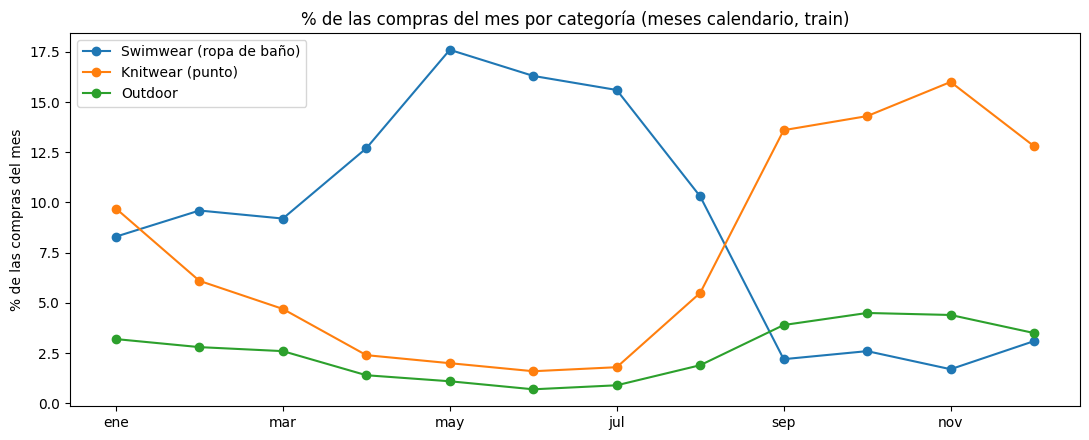 % de las compras del mes por categoría (meses calendario, train)
Swimwear (ropa de baño)
Knitwear (punto)
Outdoor
% de las compras del mes
17.5
15.0
12.5
10.0
7.5
5.0
2.5
0.0
ene mar may jul sep nov